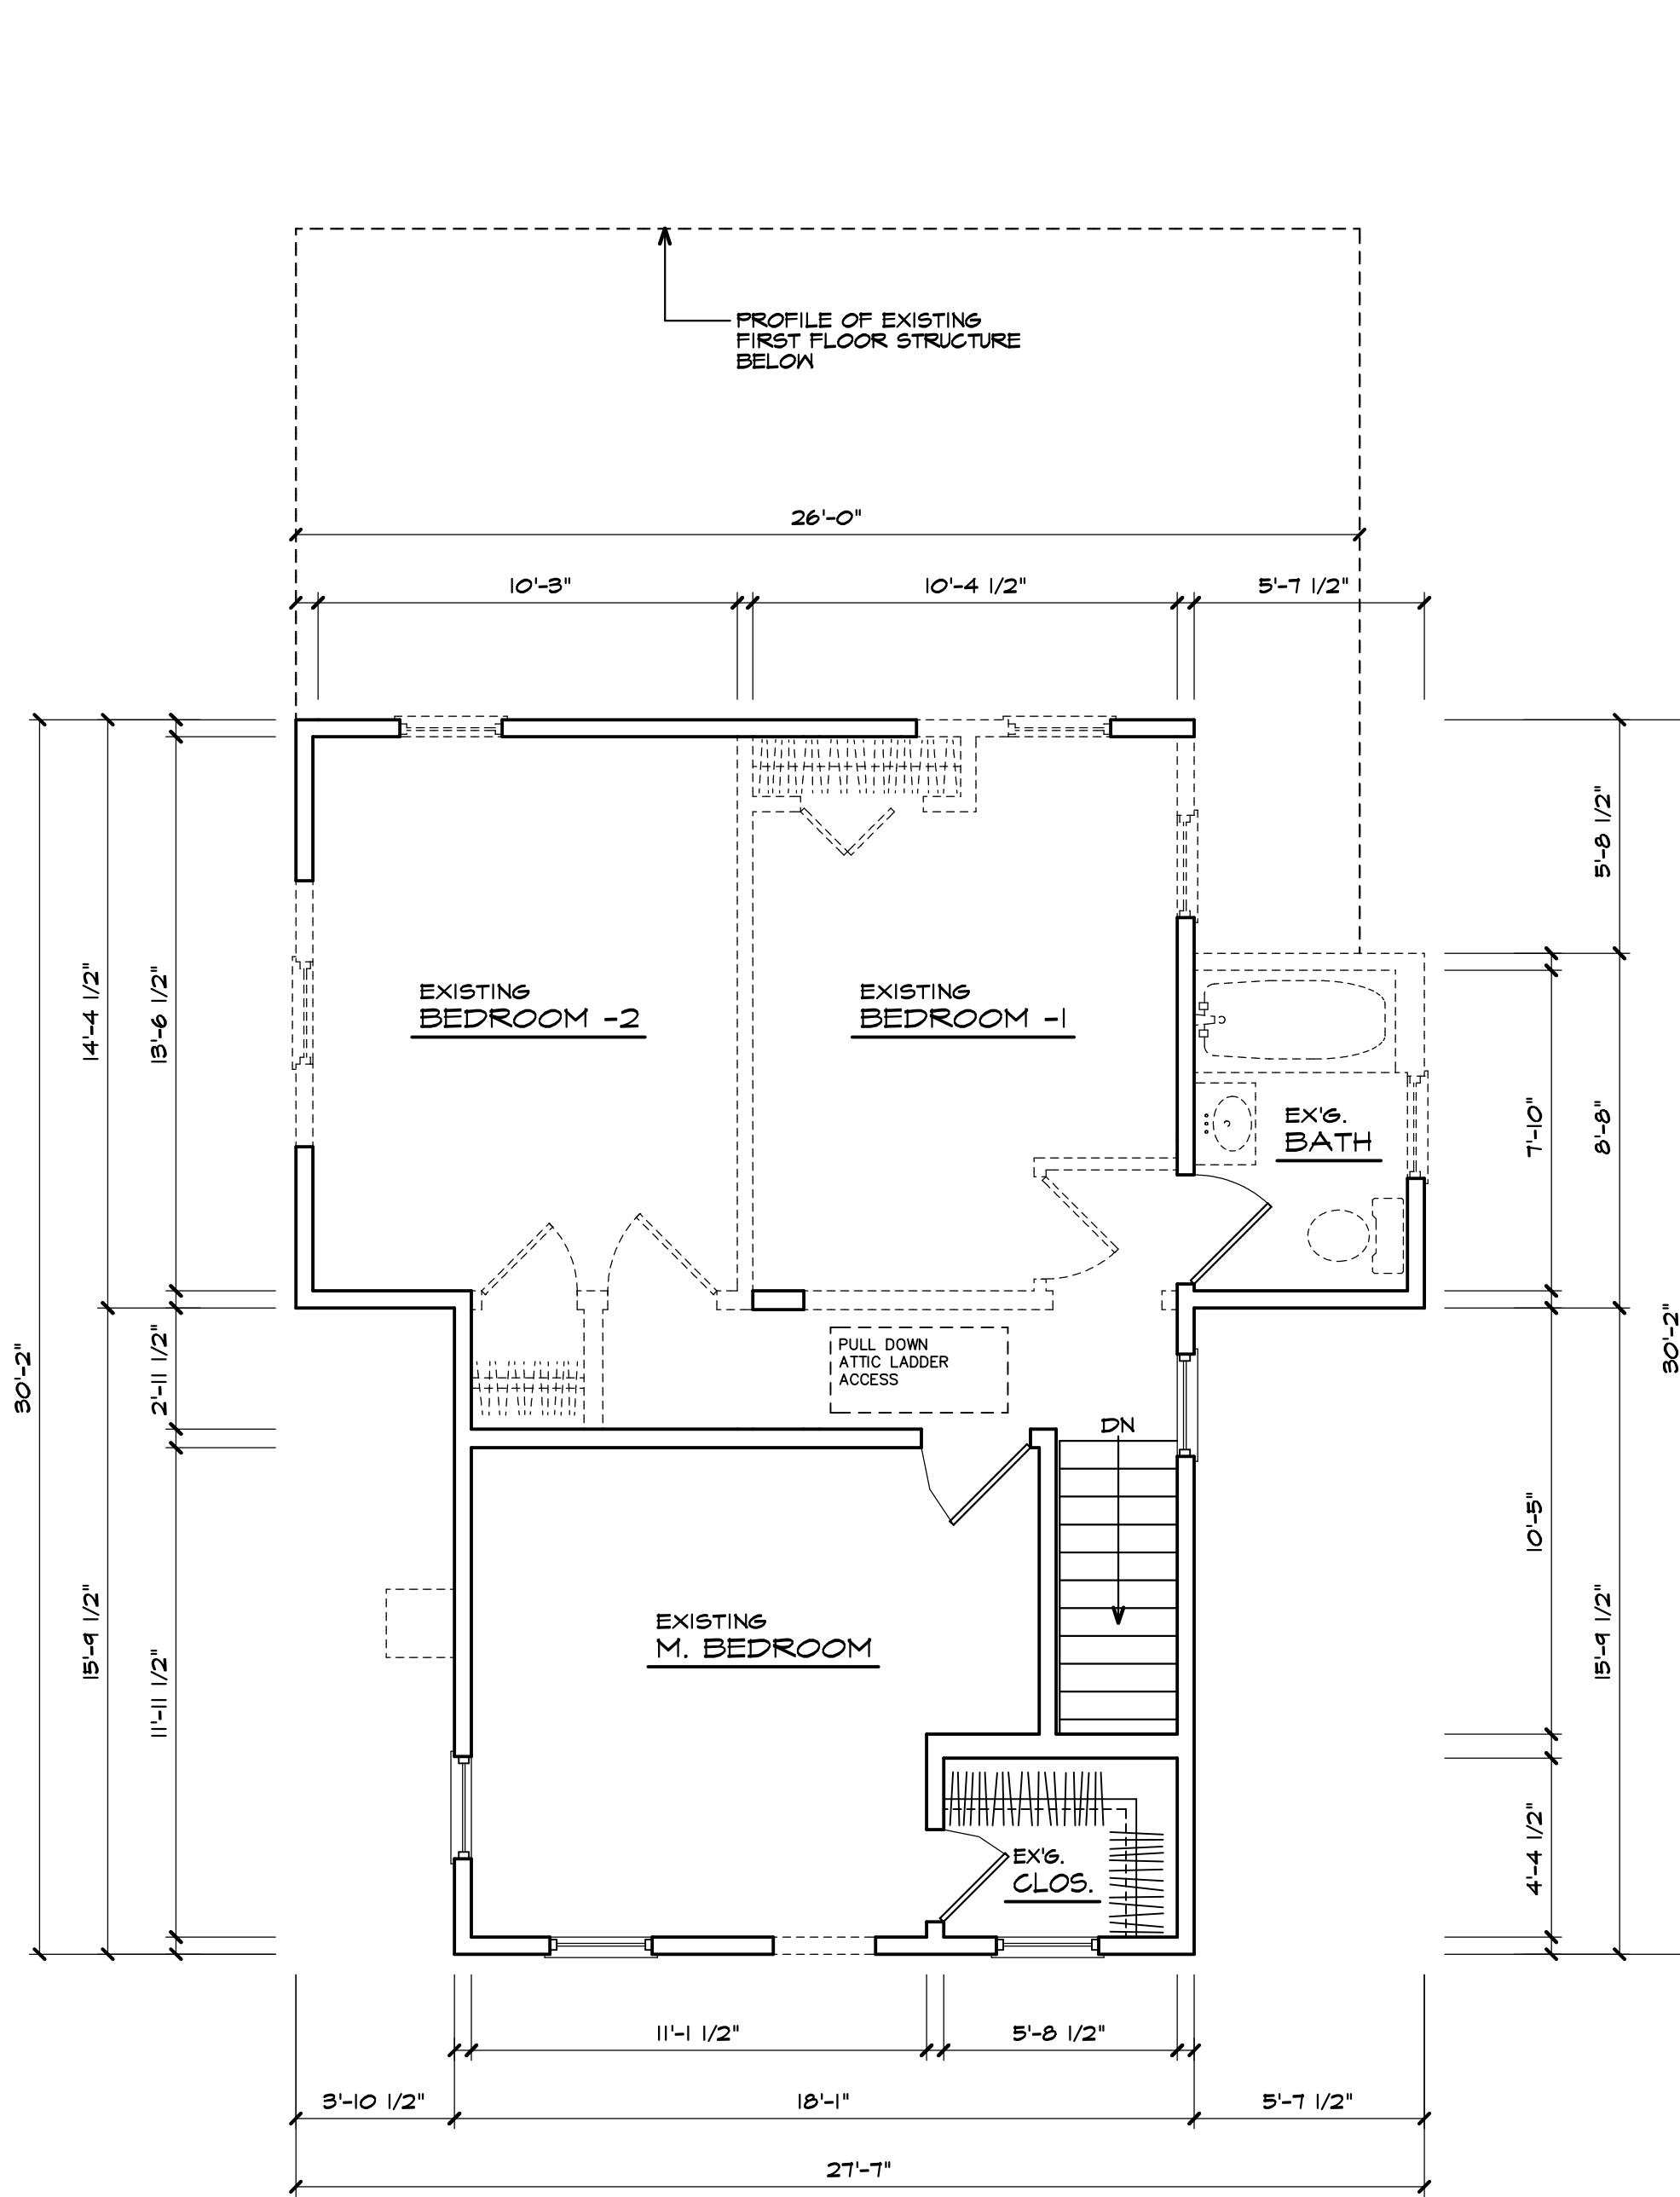 PROFILE OF EXISTING
FIRST FLOOR STRUCTURE
BELOW
26'-0"
10'-3"
10'-4 1/2"
5'-7 1/2"
5'-8 1/2"
14'-4 1/2"
13'-6 1/2"
EXISTING
BEDROOM -2
EXISTING
BEDROOM -1
EX'G.
BATH
7'-10"
8'-8"
30'-2"
2'-11 1/2"
PULL DOWN
ATTIC LADDER
ACCESS
30'-2"
DN
10'-5"
15'-9 1/2"
11'-11 1/2"
EXISTING
M. BEDROOM
15'-9 1/2"
EX'G.
CLOS.
4'-4 1/2"
11'-1 1/2"
5'-8 1/2"
3'-10 1/2"
18'-1"
5'-7 1/2"
27'-7"